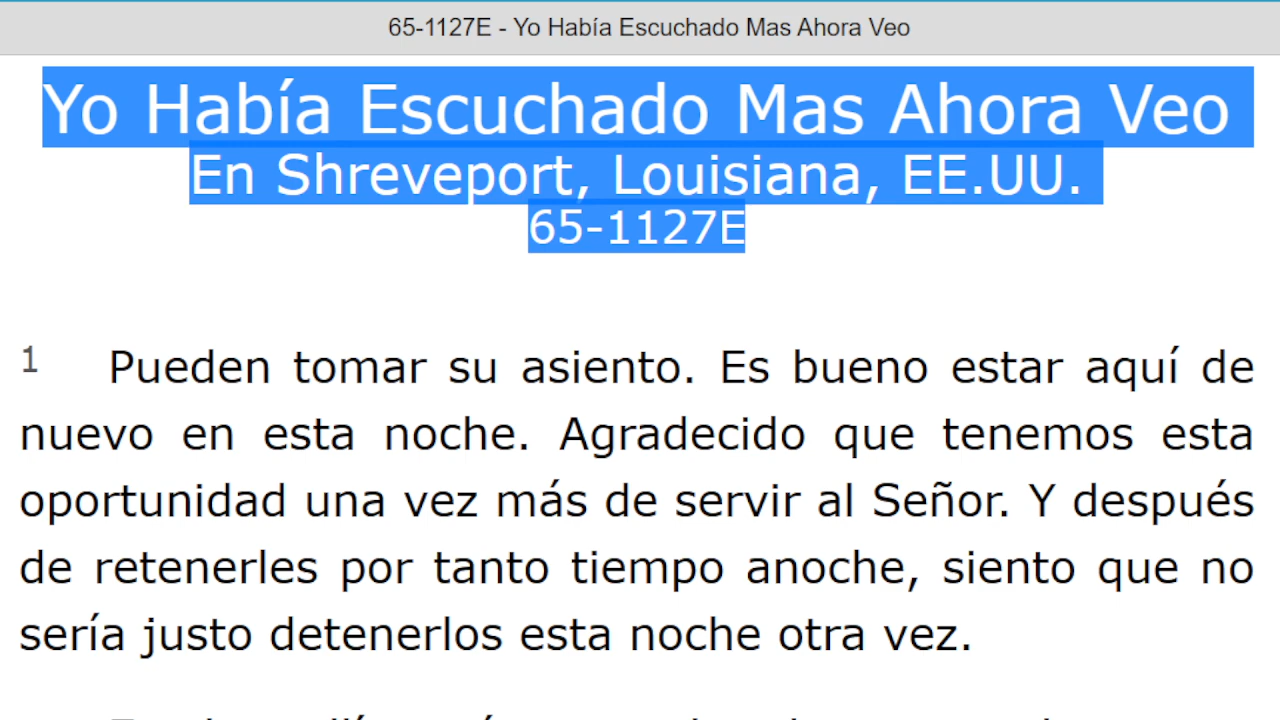 65-1127E - Yo Había Escuchado Mas Ahora Veo
Yo Había Escuchado Mas Ahora Veo
En Shreveport, Louisiana, EE.UU.
65-1127E
1 Pueden tomar su asiento. Es bueno estar aquí de
nuevo en esta noche. Agradecido que tenemos esta
oportunidad una vez más de servir al Señor. Y después
de retenerles por tanto tiempo anoche, siento que no
sería justo detenerlos esta noche otra vez.